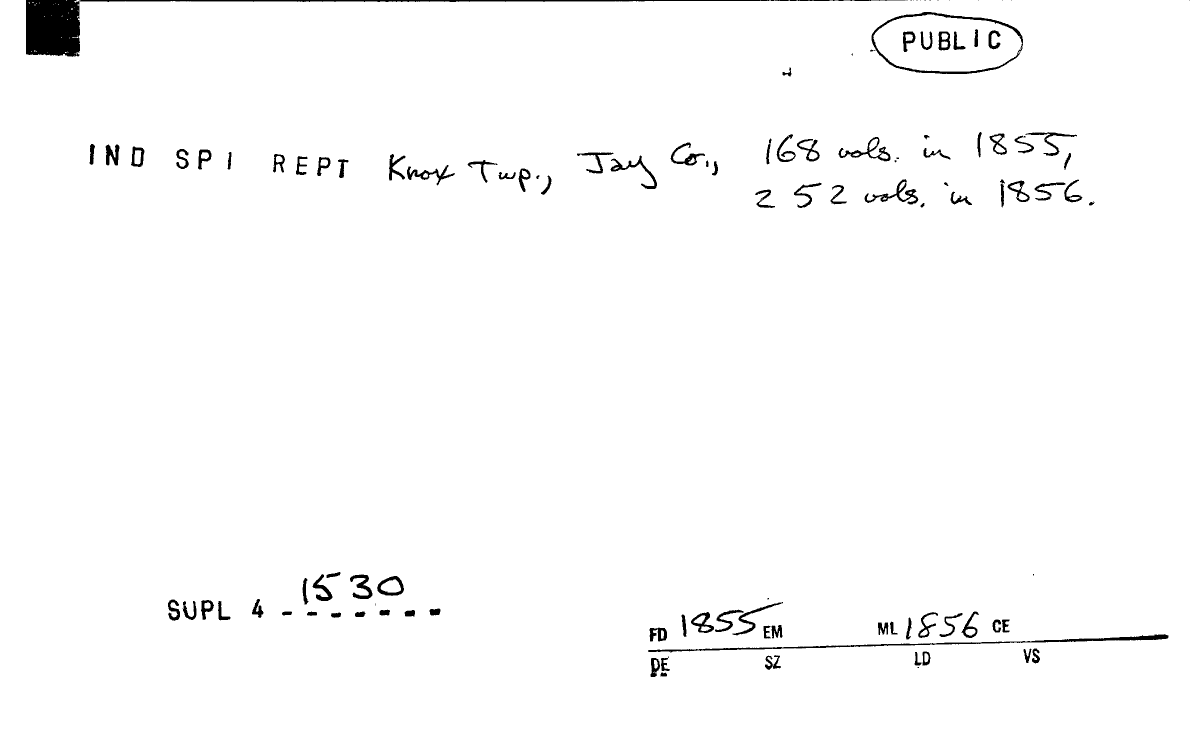 PUBLIC
IND SPI REPT Knox Twp., Jay Co., 168 vols. in 1855,
252 vols. in 1856.
SUPL 4 1530
FD 1855 EM ML 1856 CE
DE SZ LD VS